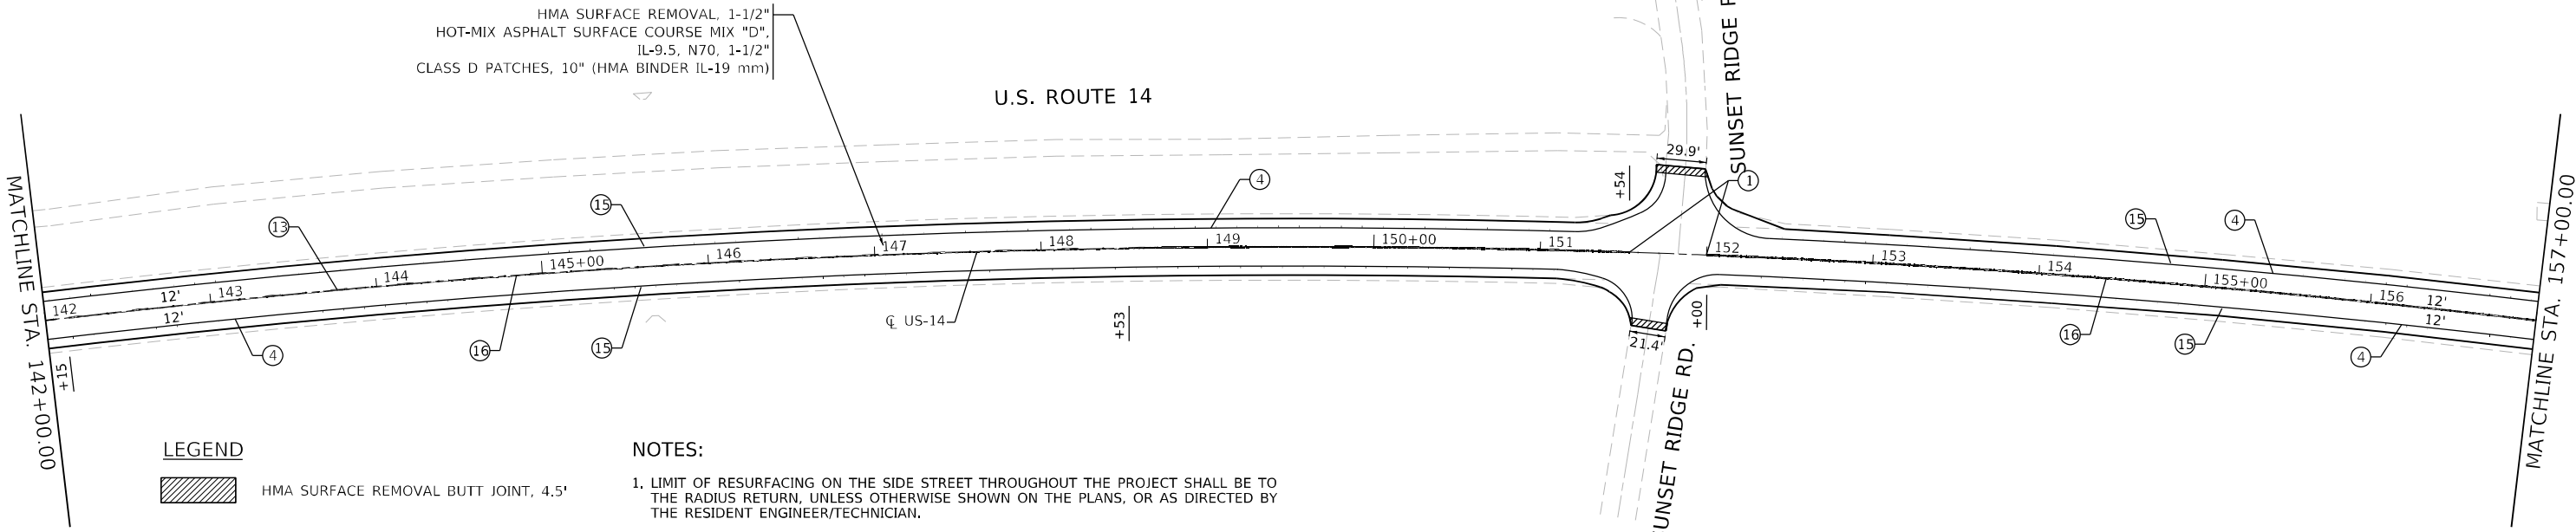 HMA SURFACE REMOVAL, 1-1/2"
HOT-MIX ASPHALT SURFACE COURSE MIX "D",
IL-9.5, N70, 1-1/2"
CLASS D PATCHES, 10" (HMA BINDER IL-19 mm)
U.S. ROUTE 14
SUNSET RIDGE R
29.9'
+54
1
4
15
13
15
4
MATCHLINE STA. 142+00.00
MATCHLINE STA. 157+00.00
142
12'
12'
143
144
145+00
146
147
148
149
150+00
151
152
153
154
155+00
156
12'
12'
℄ US-14
+15
4
16
15
+53
21.4'
+00
16
15
4
UNSET RIDGE RD.
LEGEND
HMA SURFACE REMOVAL BUTT JOINT, 4.5'
NOTES:
1. LIMIT OF RESURFACING ON THE SIDE STREET THROUGHOUT THE PROJECT SHALL BE TO
THE RADIUS RETURN, UNLESS OTHERWISE SHOWN ON THE PLANS, OR AS DIRECTED BY
THE RESIDENT ENGINEER/TECHNICIAN.